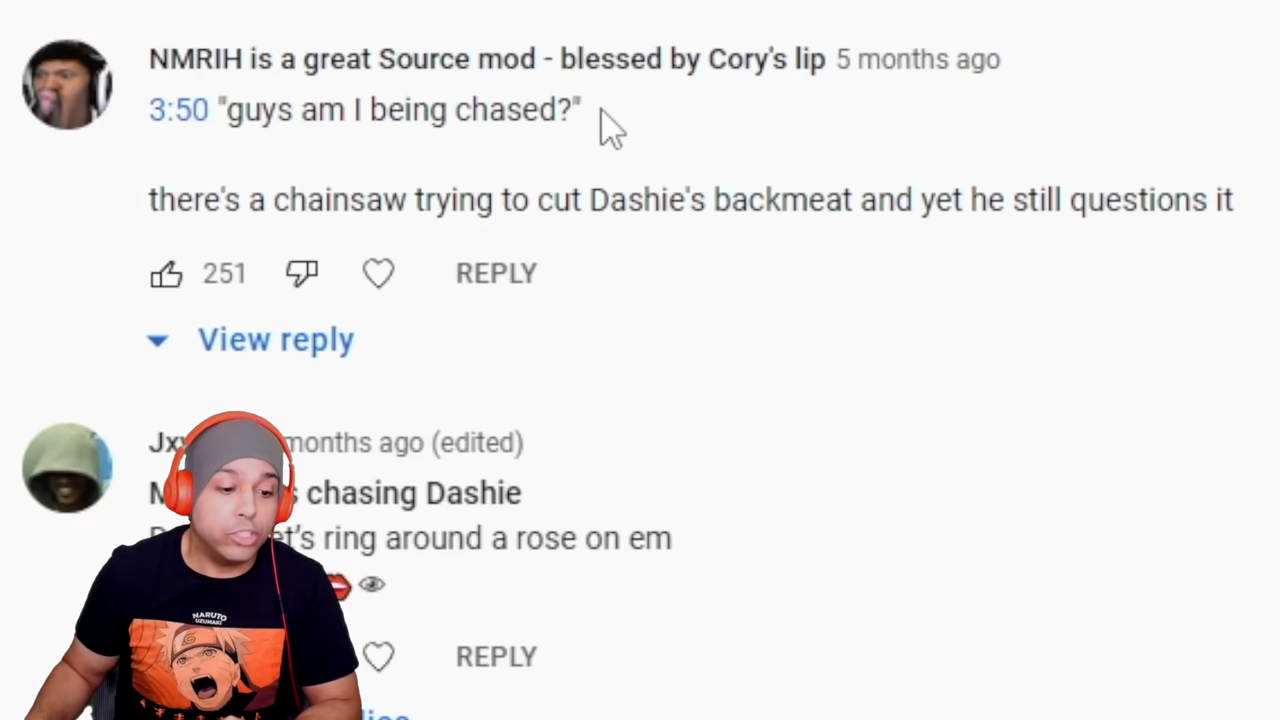 NMRIH is a great Source mod - blessed by Cory's lip 5 months ago
3:50 "guys am I being chased?"
there's a chainsaw trying to cut Dashie's backmeat and yet he still questions it
251 REPLY
View reply
months ago (edited)
chasing Dashie
ring around a rose on em
REPLY
NARUTO
UZUMAKI